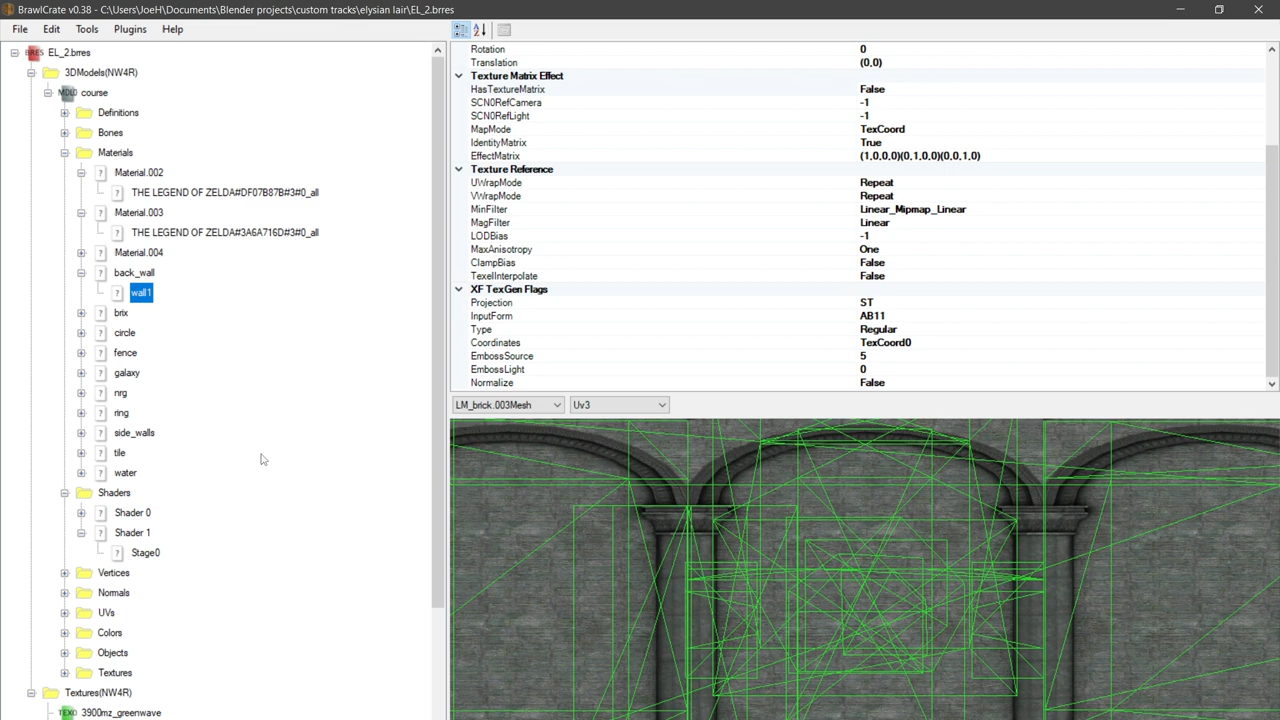 BrawlCrate v0.38 - C:\Users\JoeH\Documents\Blender projects\custom tracks\elysian lair\EL_2.brres
File Edit Tools Plugins Help
BRES EL_2.brres
3DModels(NW4R)
MDL0 course
Definitions
Bones
Materials
? Material.002
? THE LEGEND OF ZELDA#DF07B87B#3#0_all
? Material.003
? THE LEGEND OF ZELDA#3A6A716D#3#0_all
? Material.004
? back_wall
? wall1
? brix
? circle
? fence
? galaxy
? nrg
? ring
? side_walls
? tile
? water
Shaders
? Shader 0
? Shader 1
? Stage0
Vertices
Normals
UVs
Colors
Objects
Textures
Textures(NW4R)
TEX0 3900mz_greenwave
Rotation 0
Translation (0,0)
Texture Matrix Effect
HasTextureMatrix False
SCN0RefCamera -1
SCN0RefLight -1
MapMode TexCoord
IdentityMatrix True
EffectMatrix (1,0,0,0)(0,1,0,0)(0,0,1,0)
Texture Reference
UWrapMode Repeat
VWrapMode Repeat
MinFilter Linear_Mipmap_Linear
MagFilter Linear
LODBias -1
MaxAnisotropy One
ClampBias False
TexelInterpolate False
XF TexGen Flags
Projection ST
InputForm AB11
Type Regular
Coordinates TexCoord0
EmbossSource 5
EmbossLight 0
Normalize False
LM_brick.003Mesh Uv3